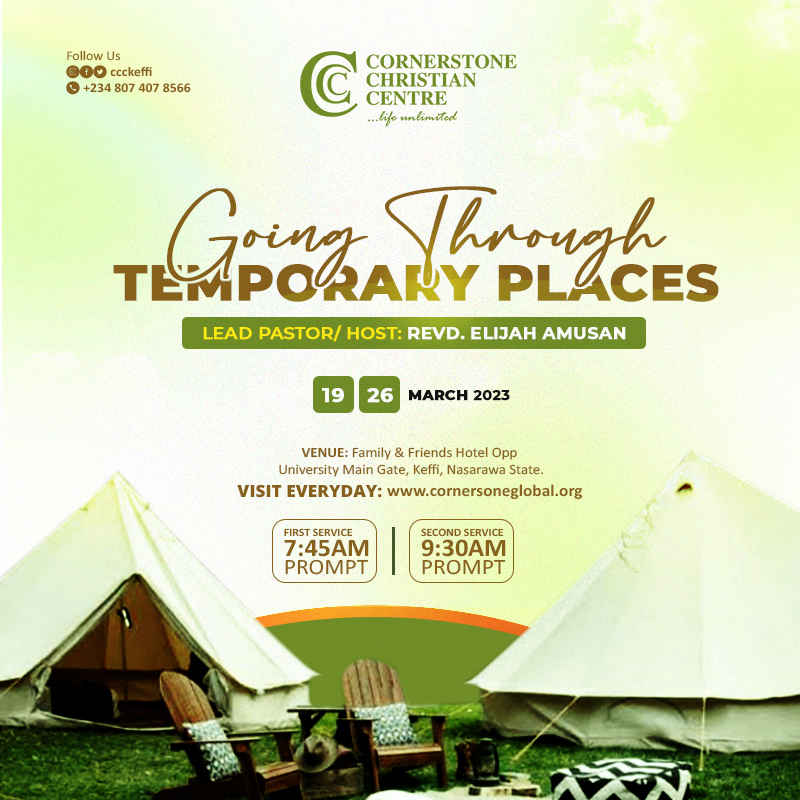 Follow Us
ccckeffi
+234 807 407 8566
CCC
CORNERSTONE
CHRISTIAN
CENTRE
...life unlimited
Going Through
TEMPORARY PLACES
LEAD PASTOR/ HOST: REVD. ELIJAH AMUSAN
19 26 MARCH 2023
VENUE: Family & Friends Hotel Opp
University Main Gate, Keffi, Nasarawa State.
VISIT EVERYDAY: www.cornersoneglobal.org
FIRST SERVICE
7:45AM
PROMPT
SECOND SERVICE
9:30AM
PROMPT